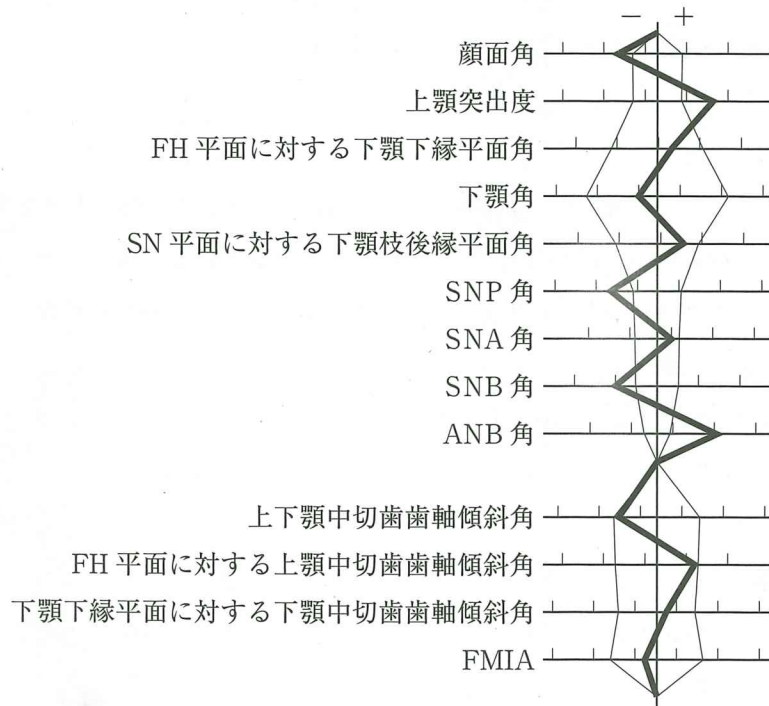 − +
顔面角
上顎突出度
FH 平面に対する下顎下縁平面角
下顎角
SN 平面に対する下顎枝後縁平面角
SNP 角
SNA 角
SNB 角
ANB 角
上下顎中切歯歯軸傾斜角
FH 平面に対する上顎中切歯歯軸傾斜角
下顎下縁平面に対する下顎中切歯歯軸傾斜角
FMIA